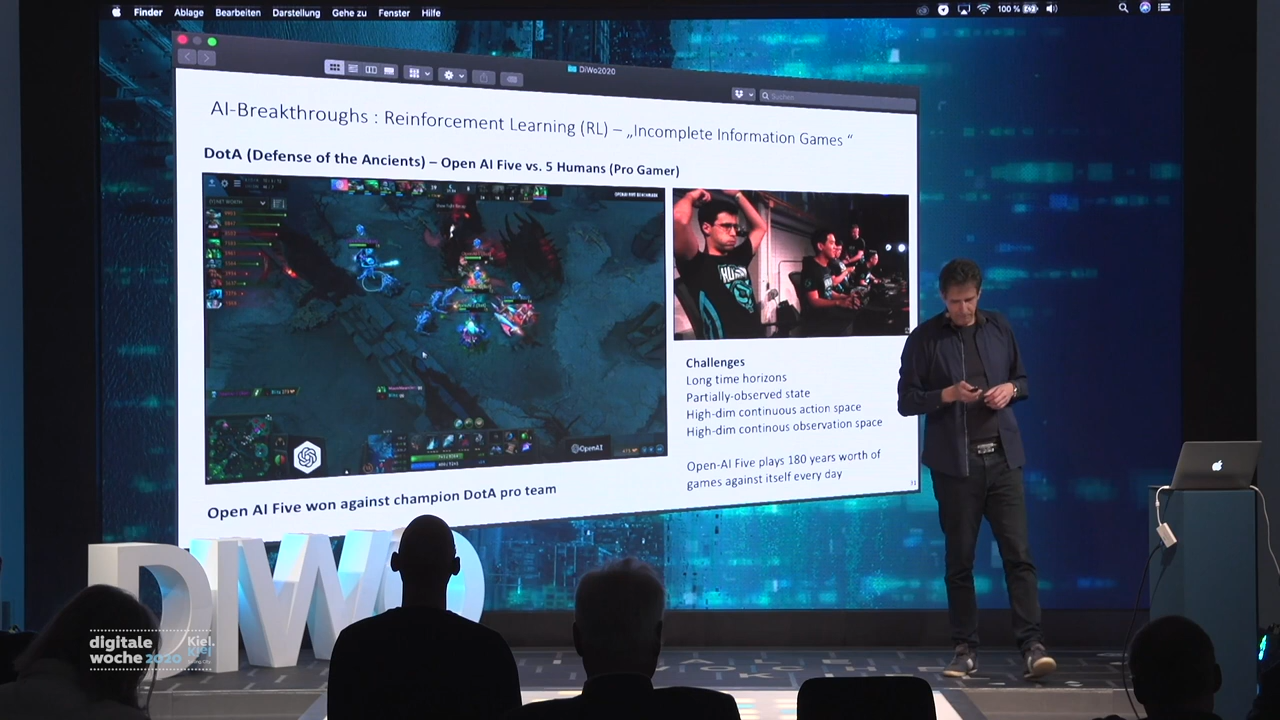 Finder Ablage Bearbeiten Darstellung Gehe zu Fenster Hilfe
100 %
DiWo2020
Suchen
AI-Breakthroughs : Reinforcement Learning (RL) – „Incomplete Information Games “
DotA (Defense of the Ancients) – Open AI Five vs. 5 Humans (Pro Gamer)
OpenAI
Challenges
Long time horizons
Partially-observed state
High-dim continuous action space
High-dim continous observation space
Open-AI Five plays 180 years worth of
games against itself every day
Open AI Five won against champion DotA pro team
DiWO
digitale
woche 2020
Kiel.